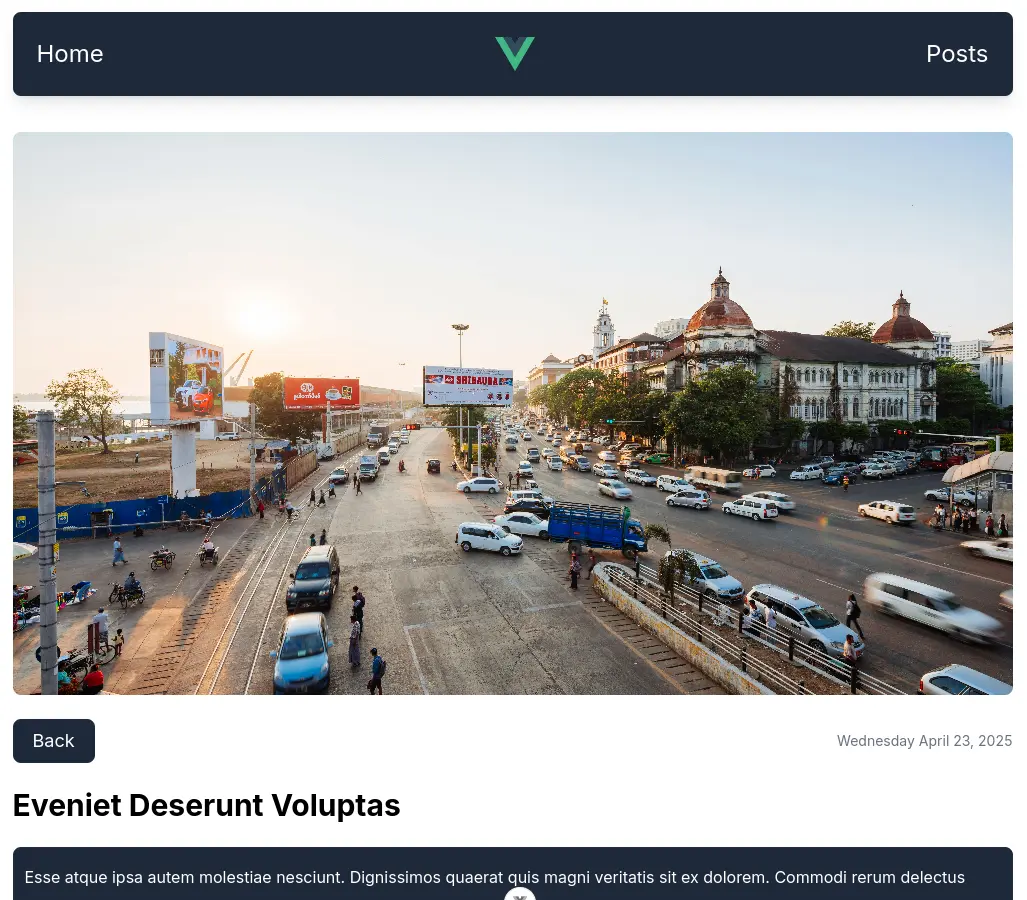 Home
Posts
SHIBAURA
Back
Wednesday April 23, 2025
Eveniet Deserunt Voluptas
Esse atque ipsa autem molestiae nesciunt. Dignissimos quaerat quis magni veritatis sit ex dolorem. Commodi rerum delectus